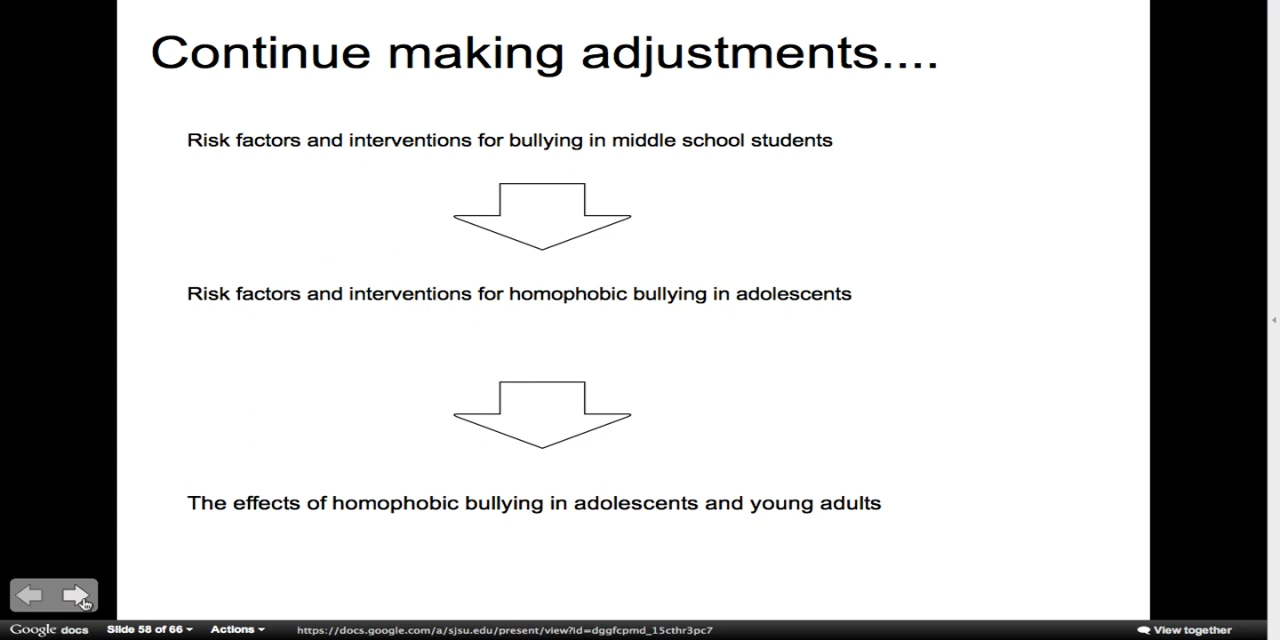 Continue making adjustments....
Risk factors and interventions for bullying in middle school students
Risk factors and interventions for homophobic bullying in adolescents
The effects of homophobic bullying in adolescents and young adults
Google docs Slide 58 of 66 Actions https://docs.google.com/a/sjsu.edu/present/view?id=dggfcpmd_15cthr3pc7 View together